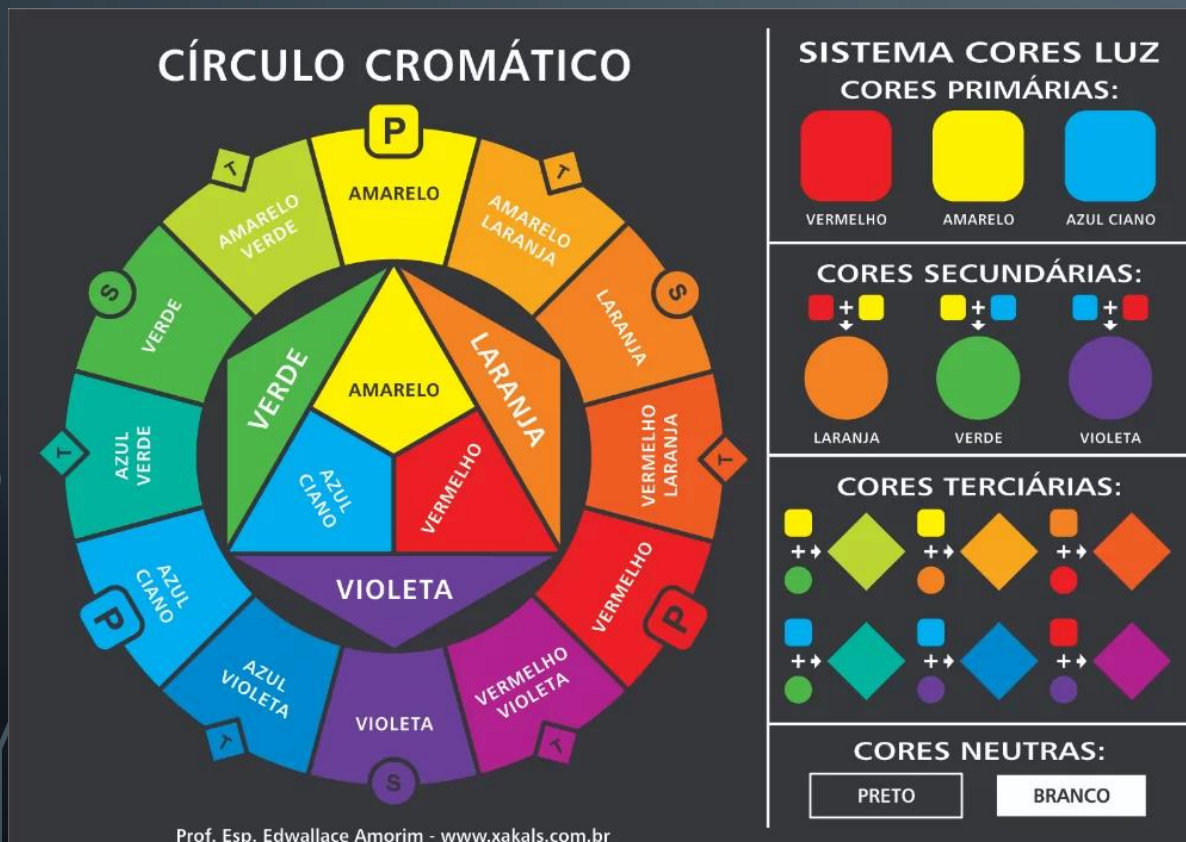 CÍRCULO CROMÁTICO
P
AMARELO
T
AMARELO
LARANJA
S
LARANJA
T
VERMELHO
LARANJA
P
VERMELHO
T
VERMELHO
VIOLETA
S
VIOLETA
T
AZUL
VIOLETA
P
AZUL
CIANO
T
AZUL
VERDE
S
VERDE
T
AMARELO
VERDE
VERDE
LARANJA
VIOLETA
AMARELO
AZUL
CIANO
VERMELHO
Prof. Esp. Edwallace Amorim - www.xakals.com.br
SISTEMA CORES LUZ
CORES PRIMÁRIAS:
VERMELHO
AMARELO
AZUL CIANO
CORES SECUNDÁRIAS:
+ + +
LARANJA
VERDE
VIOLETA
CORES TERCIÁRIAS:
+ + +
+ + +
CORES NEUTRAS:
PRETO
BRANCO